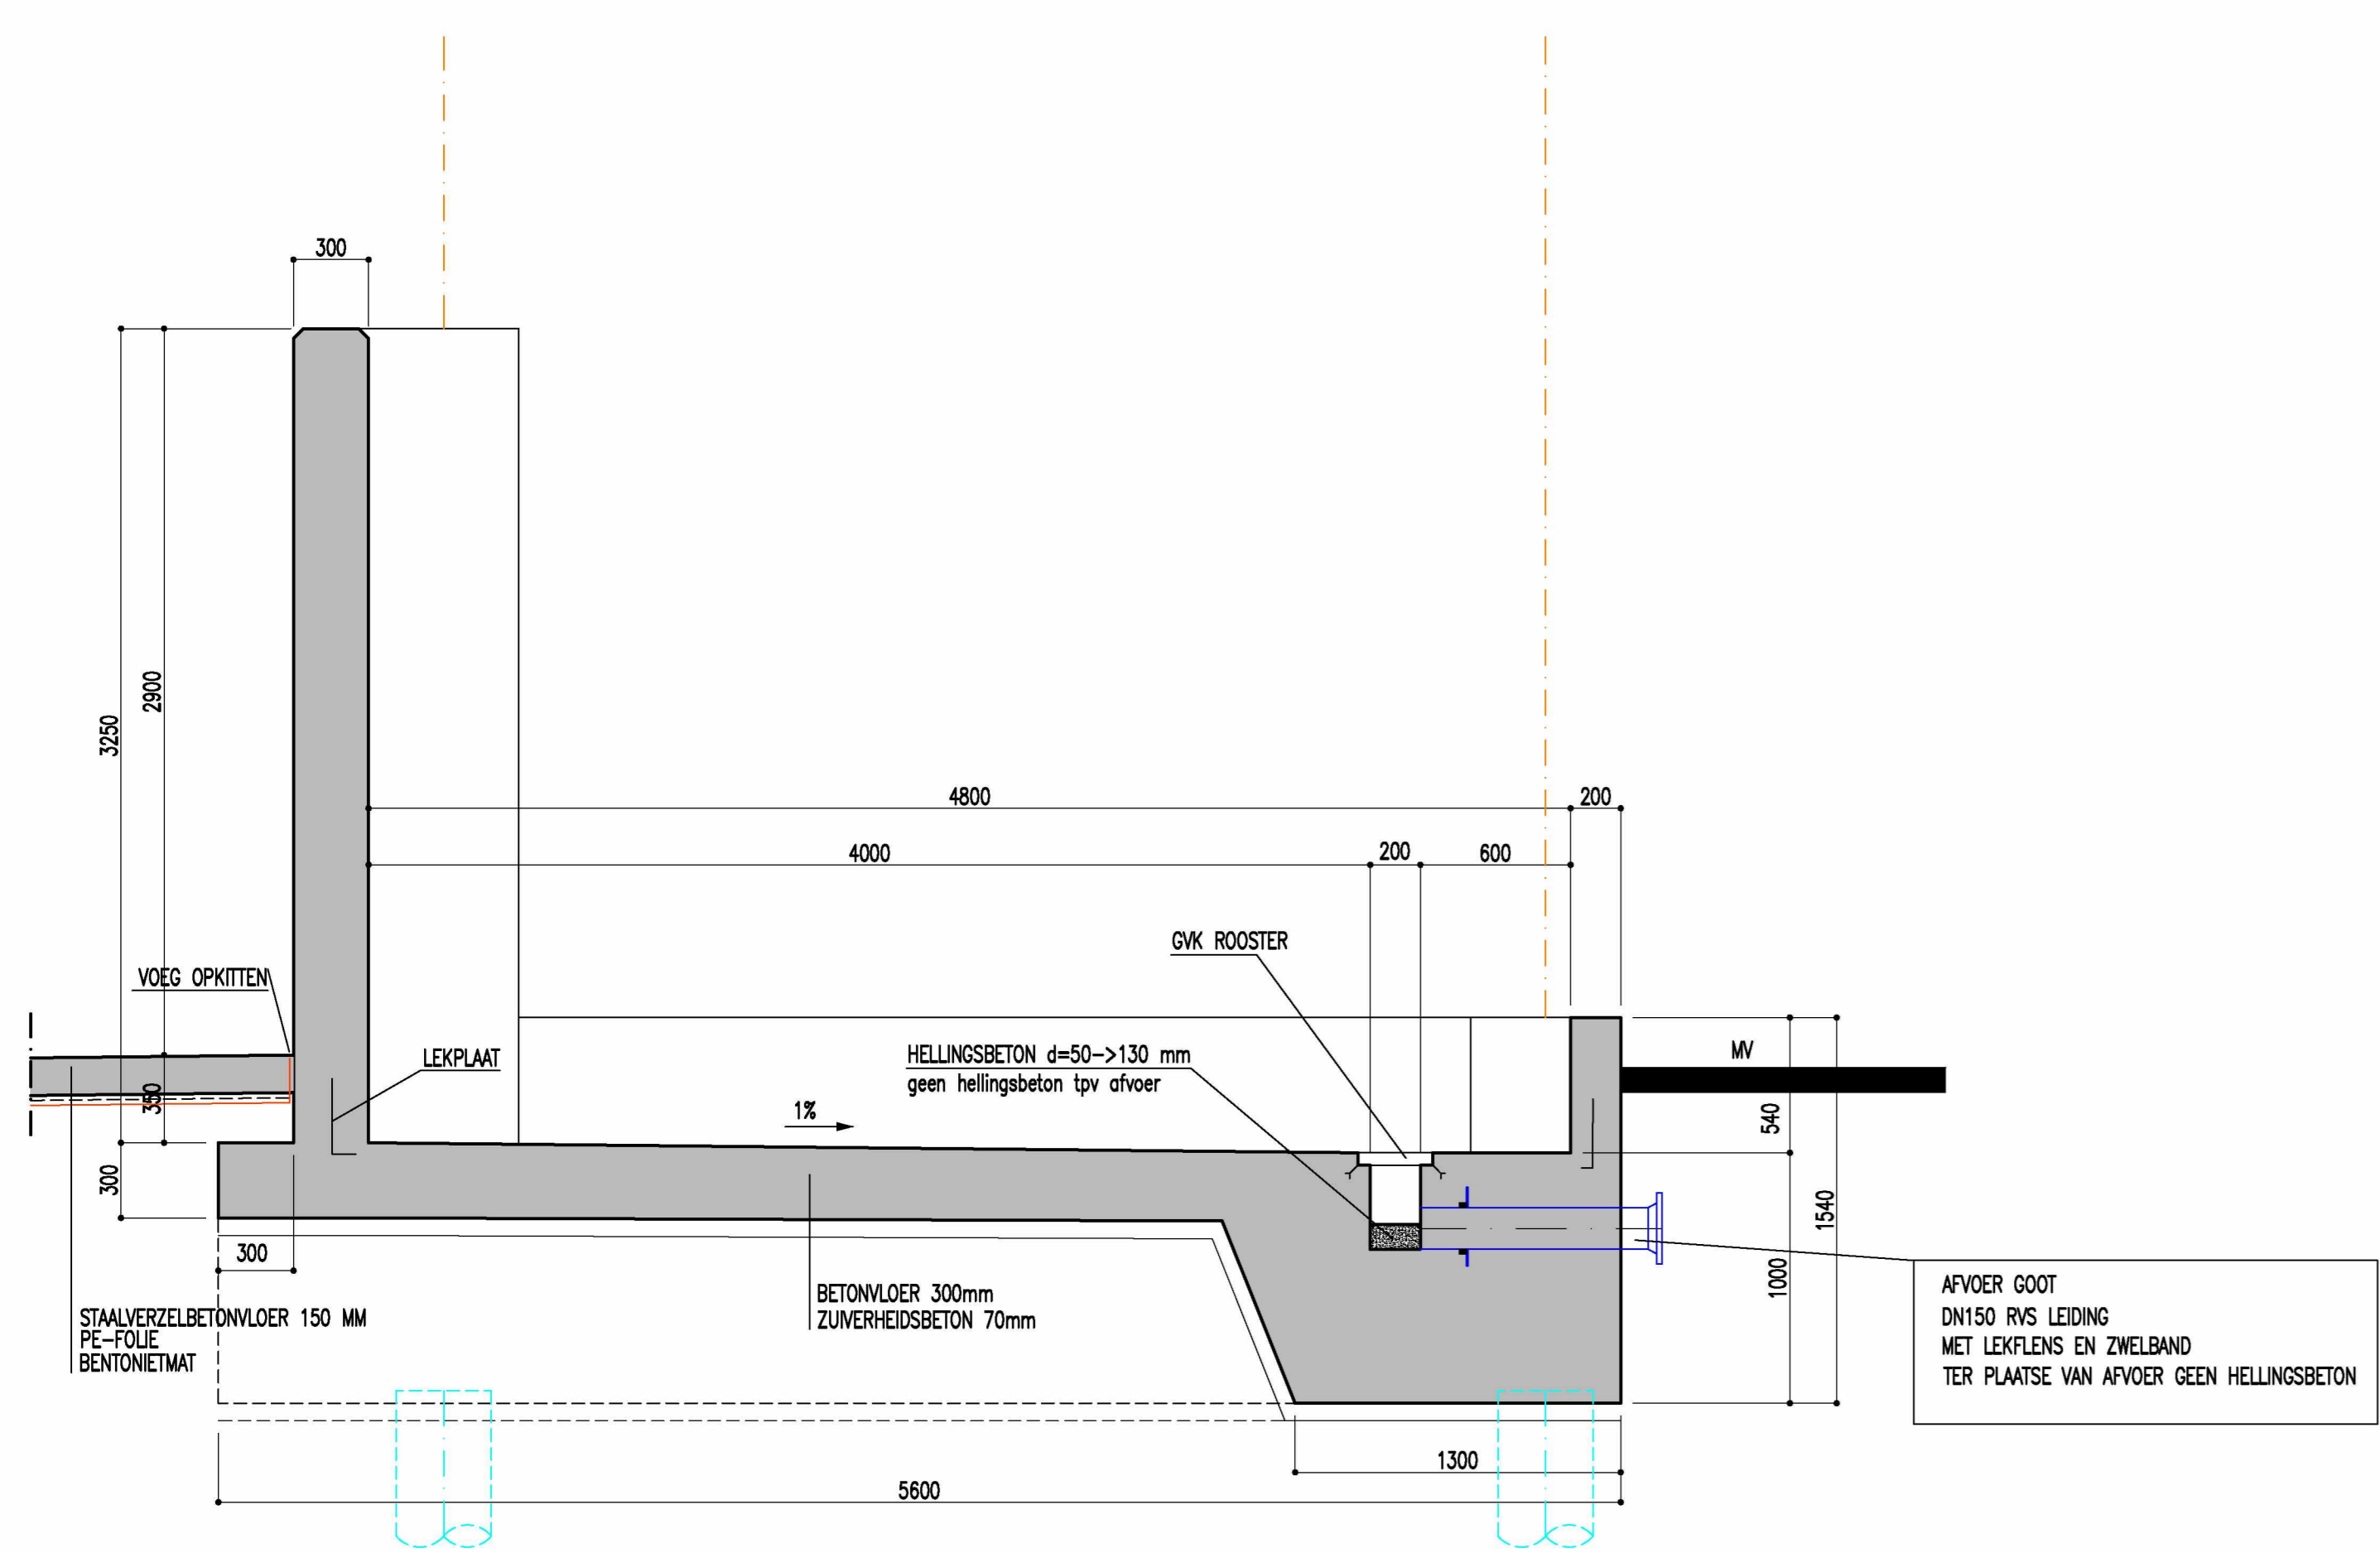 300
2900
3250
4800
200
4000
200
600
GVK ROOSTER
VOEG OPKITTEN
LEKPLAAT
HELLINGSBETON d=50->130 mm
geen hellingsbeton tpv afvoer
MV
350
1%
540
300
1540
300
1000
BETONVLOER 300mm
ZUIVERHEIDSBETON 70mm
STAALVERZELBETONVLOER 150 MM
PE-FOLIE
BENTONIETMAT
AFVOER GOOT
DN150 RVS LEIDING
MET LEKFLENS EN ZWELBAND
TER PLAATSE VAN AFVOER GEEN HELLINGSBETON
1300
5600